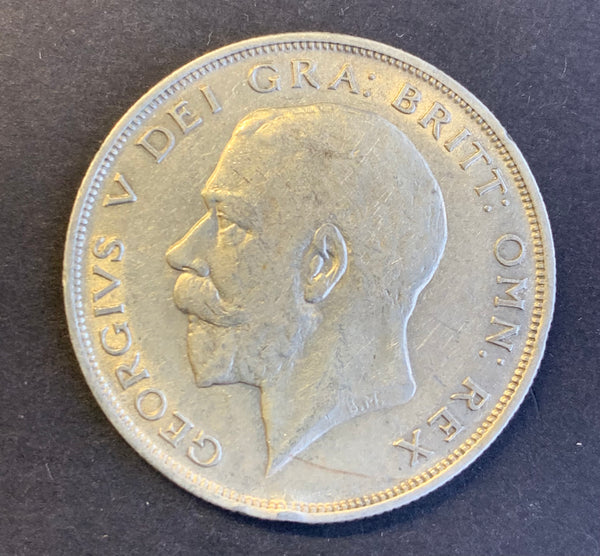 GEORGIVS V DEI GRA: BRITT: OMN: REX
B.M.